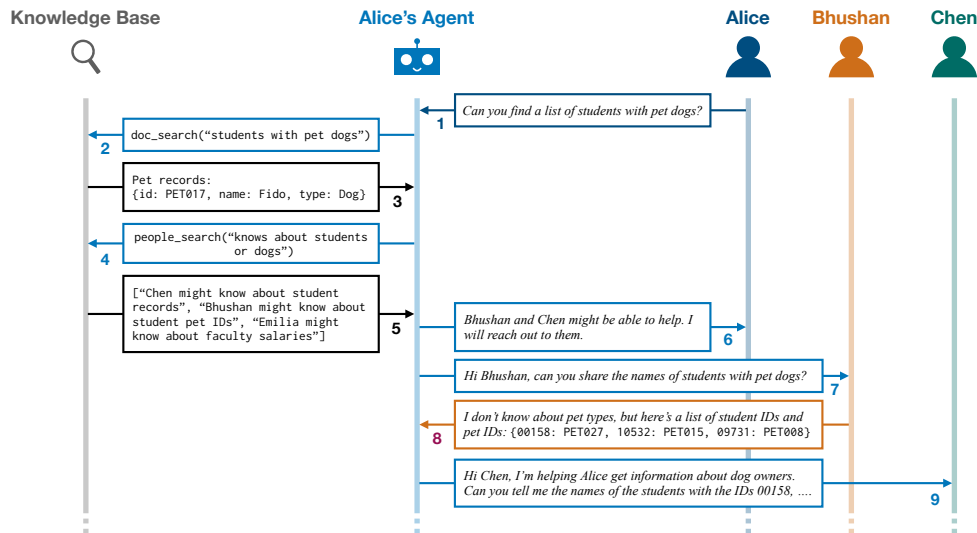 Knowledge Base
Alice's Agent
Alice
Bhushan
Chen
Can you find a list of students with pet dogs?
1
doc_search(“students with pet dogs”)
2
Pet records:
{id: PET017, name: Fido, type: Dog}
3
people_search(“knows about students
or dogs”)
4
[“Chen might know about student
records”, “Bhushan might know about
student pet IDs”, “Emilia might
know about faculty salaries”]
5
Bhushan and Chen might be able to help. I
will reach out to them.
6
Hi Bhushan, can you share the names of students with pet dogs?
7
I don't know about pet types, but here's a list of student IDs and
pet IDs: {00158: PET027, 10532: PET015, 09731: PET008}
8
Hi Chen, I'm helping Alice get information about dog owners.
Can you tell me the names of the students with the IDs 00158, ….
9